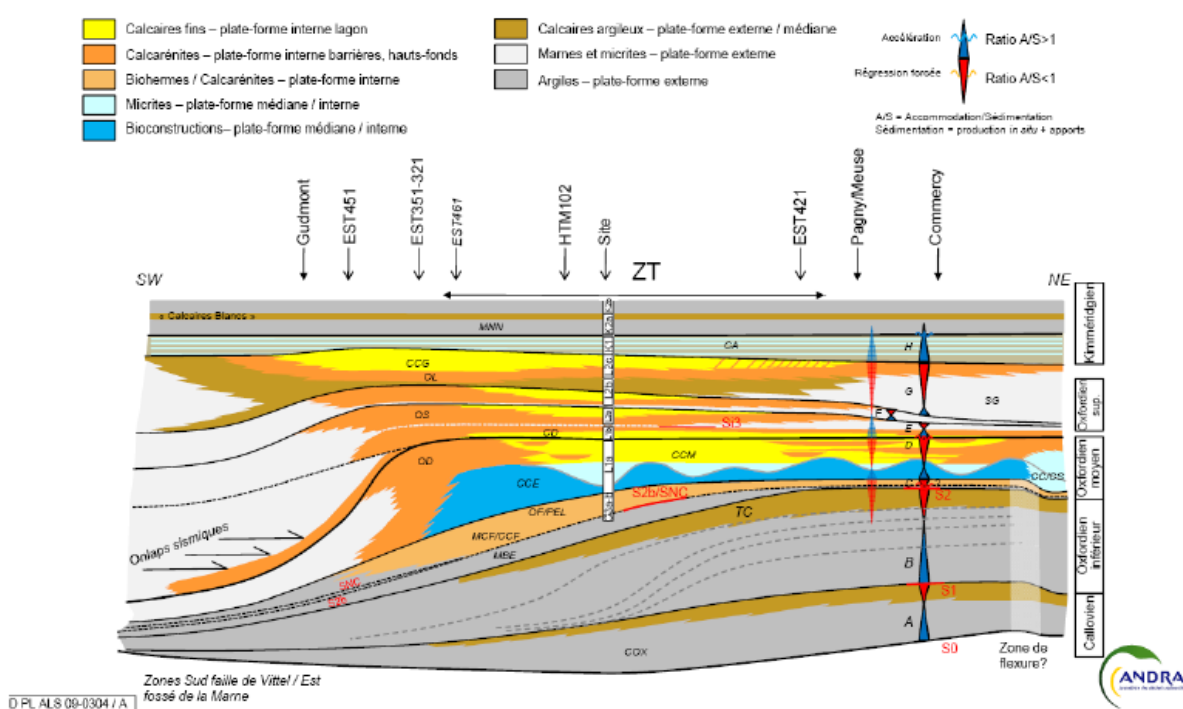 Calcaires fins – plate-forme interne lagon
Calcarénites – plate-forme interne barrières, hauts-fonds
Biohermes / Calcarénites – plate-forme interne
Micrites – plate-forme médiane / interne
Bioconstructions– plate-forme médiane / interne
Calcaires argileux – plate-forme externe / médiane
Marnes et micrites – plate-forme externe
Argiles – plate-forme externe
Accélération
Ratio A/S>1
Régression forcée
Ratio A/S<1
A/S = Accommodation/Sédimentation
Sédimentation = production in situ + apports
Gudmont
EST451
EST351-321
EST461
HTM102
Site
EST421
Pagny/Meuse
Commercy
SW
ZT
NE
« Calcaires Blancs »
MNN
CA
H
CCG
OL
G
SG
OS
F
Si3
E
CD
D
OD
CCM
CCE
C
CC/GS
S2b/SNC
S2
OF/PEL
TC
Onlaps sismiques
MCF/CCF
MBE
SNC
S2b
B
S1
A
COX
S0
Kimméridgien
Oxfordien sup.
Oxfordien moyen
Oxfordien inférieur
Callovien
Zone de
flexure?
Zones Sud faille de Vittel / Est
fossé de la Marne
ANDRA
D PL ALS 09-0304 / A